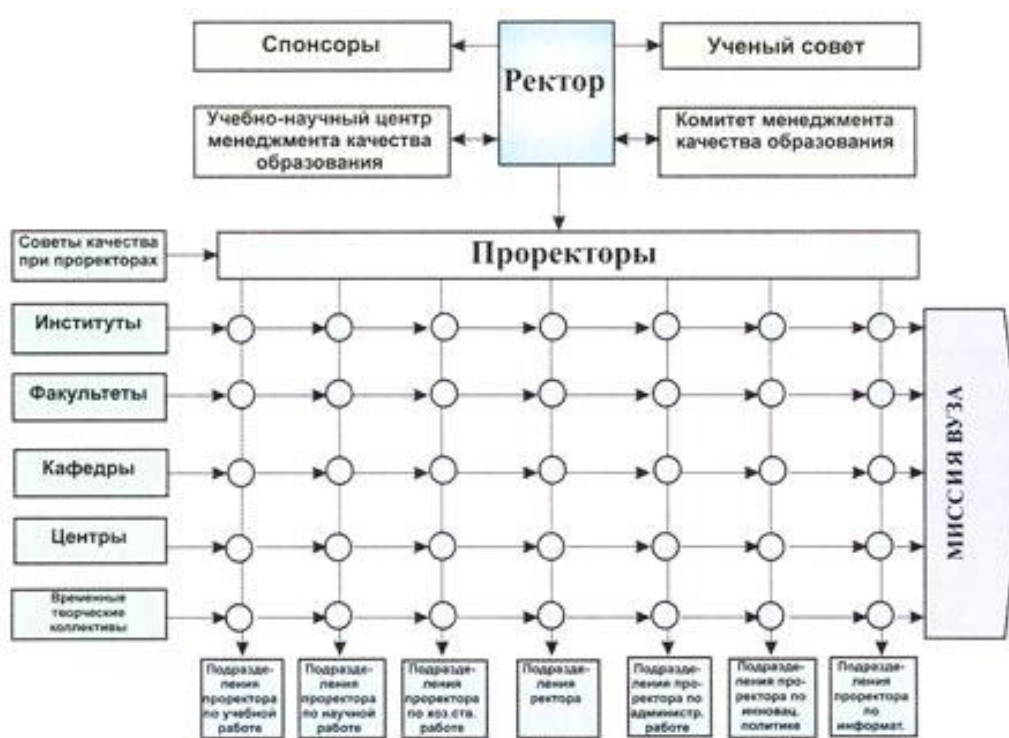 Спонсоры
Ректор
Ученый совет
Учебно-научный центр
менеджмента качества
образования
Комитет менеджмента
качества образования
Советы качества
при проректорах
Проректоры
Институты
Факультеты
Кафедры
Центры
Временные
творческие
коллективы
МИССИЯ ВУЗА
Подразде-
ления
проректора
по учебной
работе
Подразде-
ления
проректора
по научной
работе
Подразде-
ления
проректора
по хоз.ств.
работе
Подразде-
ления
ректора
Подразде-
ления про-
ректора по
администр.
работе
Подразде-
ления про-
ректора по
инновац.
политике
Подразде-
ления
проректора
по
информат.